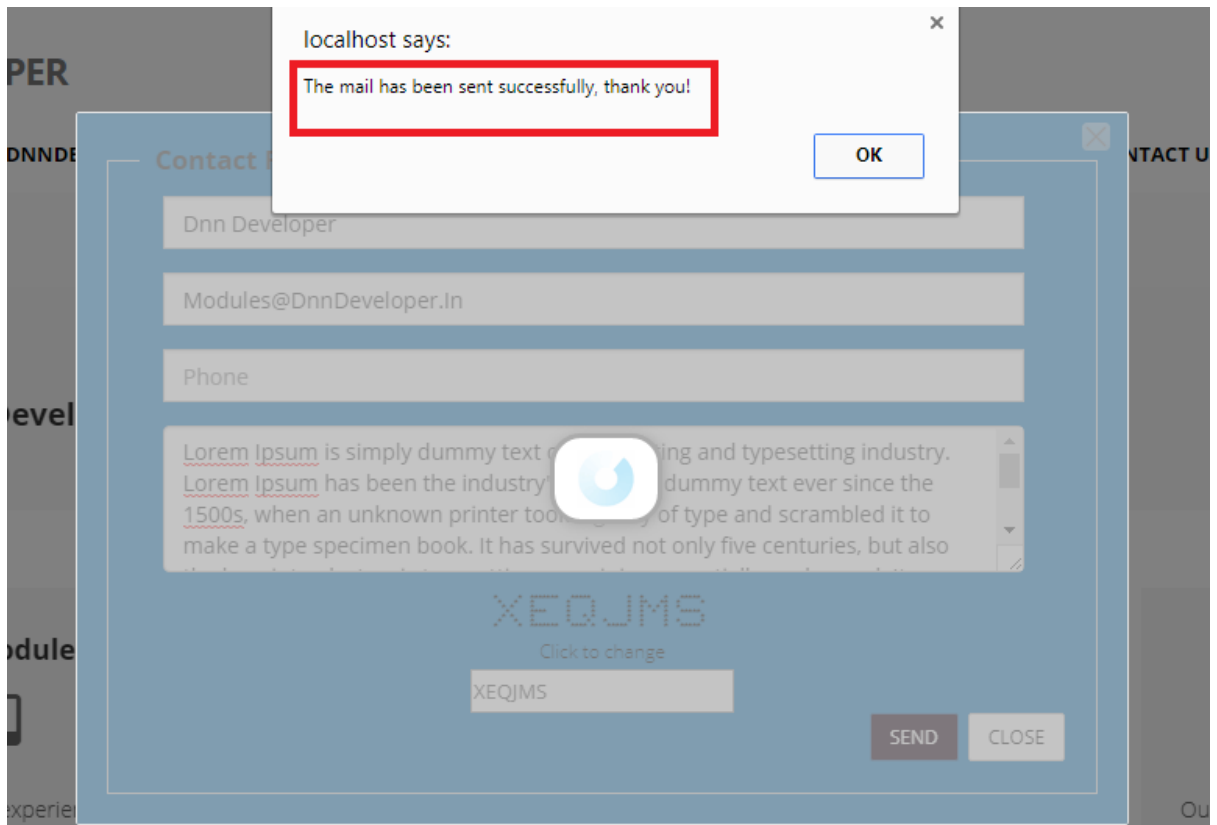 localhost says:
The mail has been sent successfully, thank you!
OK
PER
DNNDE
NTACT U
Contact
Dnn Developer
Modules@DnnDeveloper.In
Phone
evel
Lorem Ipsum is simply dummy text ing and typesetting industry.
Lorem Ipsum has been the industry' dummy text ever since the
1500s, when an unknown printer took of type and scrambled it to
make a type specimen book. It has survived not only five centuries, but also
XEQJMS
Click to change
XEQJMS
odule
SEND CLOSE
experie
Ou